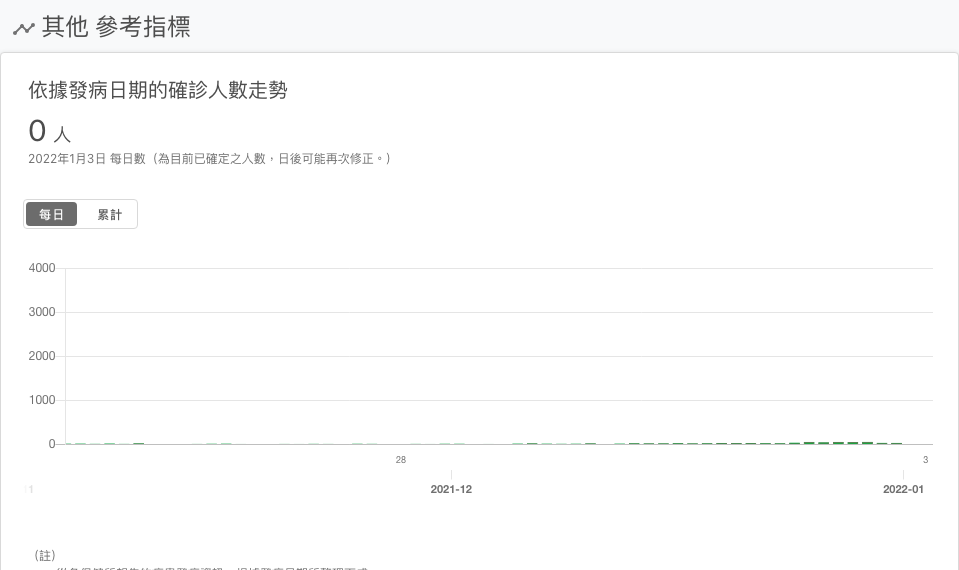 其他 參考指標
依據發病日期的確診人數走勢
0 人
2022年1月3日 每日數（為目前已確定之人數，日後可能再次修正。）
每日 累計
4000
3000
2000
1000
0
28 3
1 2021-12 2022-01
（註）